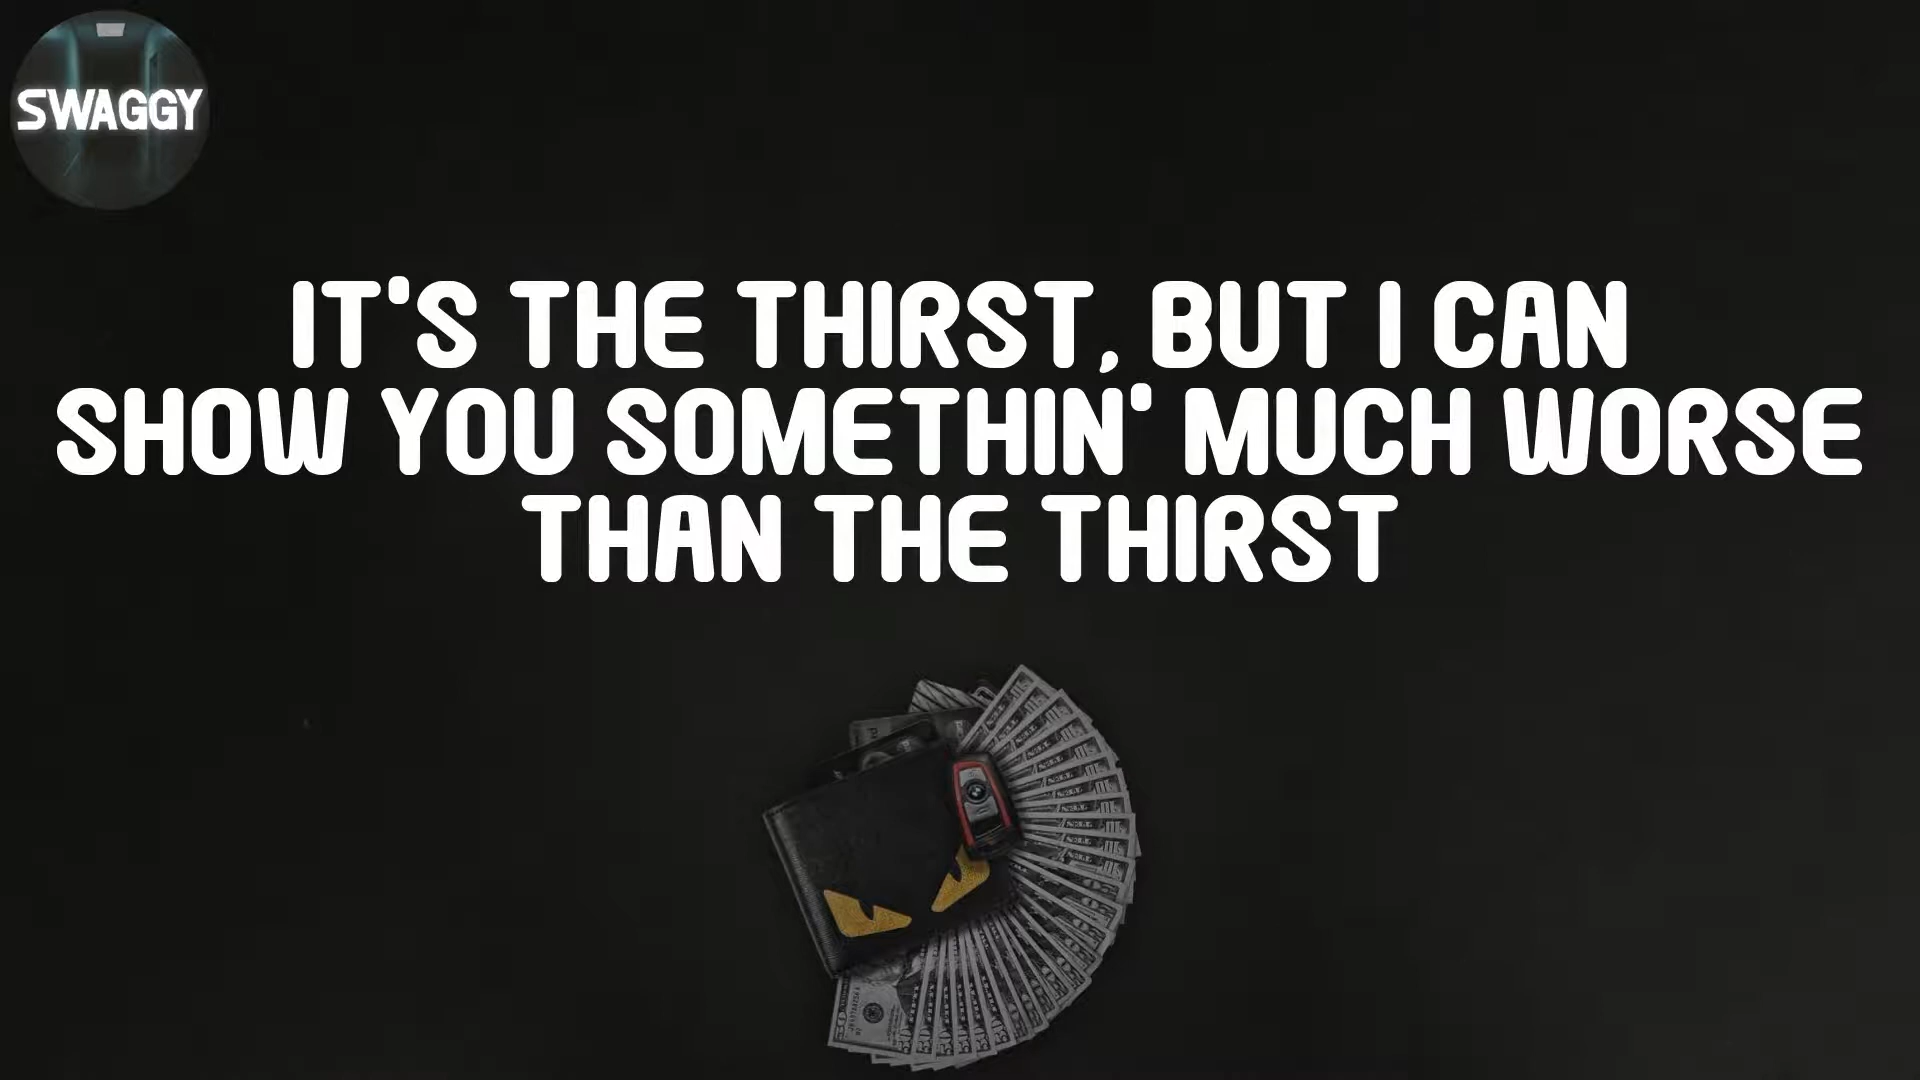 SWAGGY
IT'S THE THIRST, BUT I CAN
SHOW YOU SOMETHIN' MUCH WORSE
THAN THE THIRST